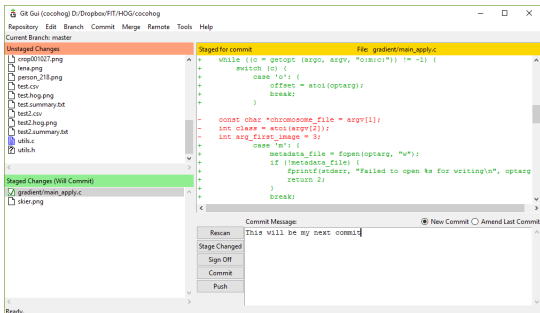 Git Gui (cocohog) D:/Dropbox/FIT/HOG/cocohog
Repository Edit Branch Commit Merge Remote Tools Help
Current Branch: master
Unstaged Changes
crop001027.png
lena.png
person_218.png
test.csv
test.hog.png
test.summary.txt
test2.csv
test2.hog.png
test2.summary.txt
utils.c
utils.h
Staged Changes (Will Commit)
gradient/main_apply.c
skier.png
Staged for commit File: gradient/main_apply.c
+ while ((c = getopt (argc, argv, "o:m:c:")) != -1) {
+ switch (c) {
+ case 'o': {
+ offset = atoi(optarg);
+ break;
+ }
- const char *chromosome_file = argv[1];
- int class = atoi(argv[2]);
- int arg_first_image = 3;
+ case 'm': {
+ metadata_file = fopen(optarg, "w");
+ if (!metadata_file) {
+ fprintf(stderr, "Failed to open %s for writing\n", optarg
+ return 2;
+ }
+ break;
Commit Message: New Commit Amend Last Commit
Rescan
Stage Changed
Sign Off
Commit
Push
This will be my next commit
Ready.